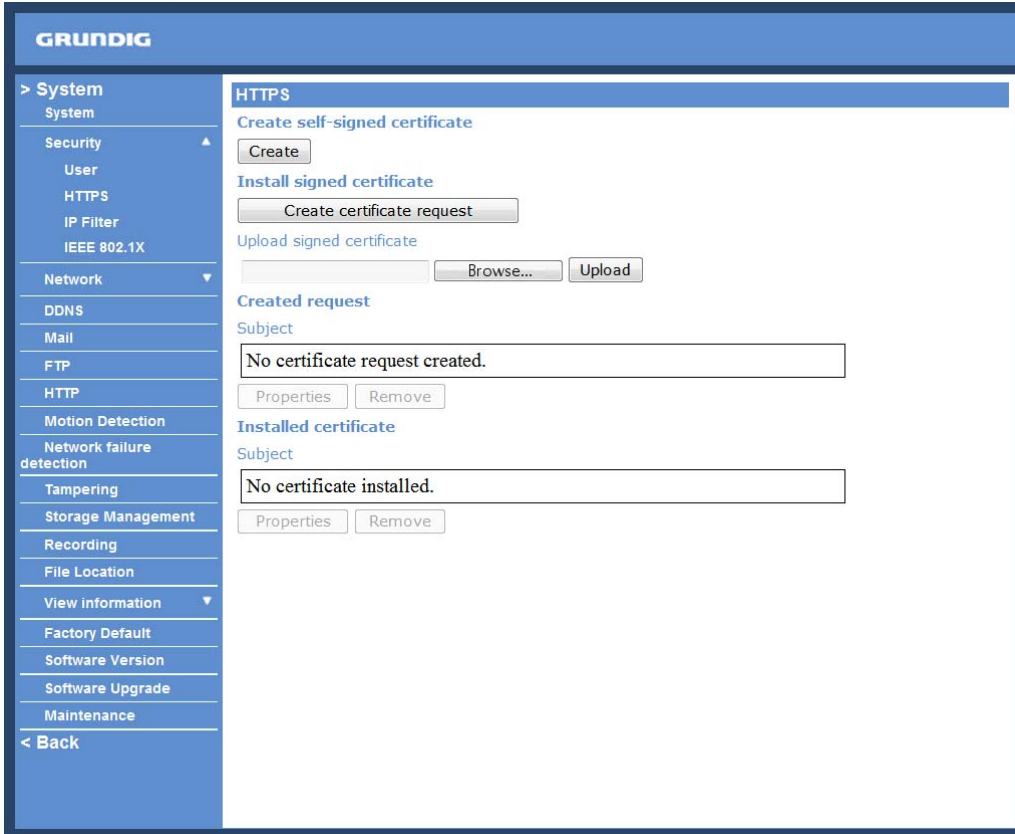 GRUNDIG
> System
System
Security
User
HTTPS
IP Filter
IEEE 802.1X
Network
DDNS
Mail
FTP
HTTP
Motion Detection
Network failure
detection
Tampering
Storage Management
Recording
File Location
View information
Factory Default
Software Version
Software Upgrade
Maintenance
< Back
HTTPS
Create self-signed certificate
Create
Install signed certificate
Create certificate request
Upload signed certificate
Browse... Upload
Created request
Subject
No certificate request created.
Properties Remove
Installed certificate
Subject
No certificate installed.
Properties Remove